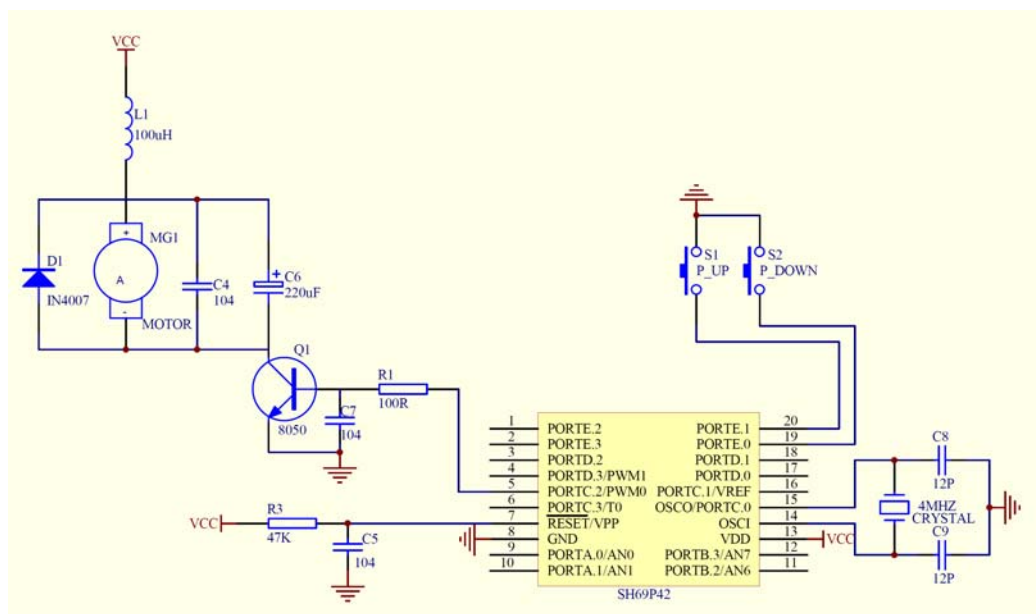 VCC
L1
100uH
+
MG1
A
-
MOTOR
D1
IN4007
C4
104
+
C6
220uF
S1
P_UP
S2
P_DOWN
Q1
8050
R1
100R
C7
104
VCC
R3
47K
C5
104
1 PORTE.2
2 PORTE.3
3 PORTD.2
4 PORTD.3/PWM1
5 PORTC.2/PWM0
6 PORTC.3/T0
7 RESET/VPP
8 GND
9 PORTA.0/AN0
10 PORTA.1/AN1
PORTE.1 20
PORTE.0 19
PORTD.1 18
PORTD.0 17
PORTC.1/VREF 16
OSCO/PORTC.0 15
OSCI 14
VDD 13
PORTB.3/AN7 12
PORTB.2/AN6 11
SH69P42
VCC
C8
12P
4MHZ
CRYSTAL
C9
12P